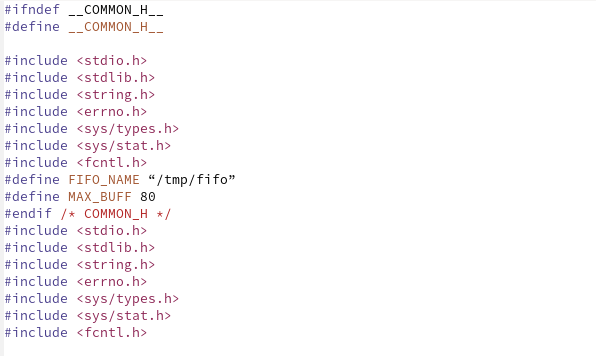 #ifndef __COMMON_H__
#define __COMMON_H__
#include <stdio.h>
#include <stdlib.h>
#include <string.h>
#include <errno.h>
#include <sys/types.h>
#include <sys/stat.h>
#include <fcntl.h>
#define FIFO_NAME “/tmp/fifo”
#define MAX_BUFF 80
#endif /* COMMON_H */
#include <stdio.h>
#include <stdlib.h>
#include <string.h>
#include <errno.h>
#include <sys/types.h>
#include <sys/stat.h>
#include <fcntl.h>